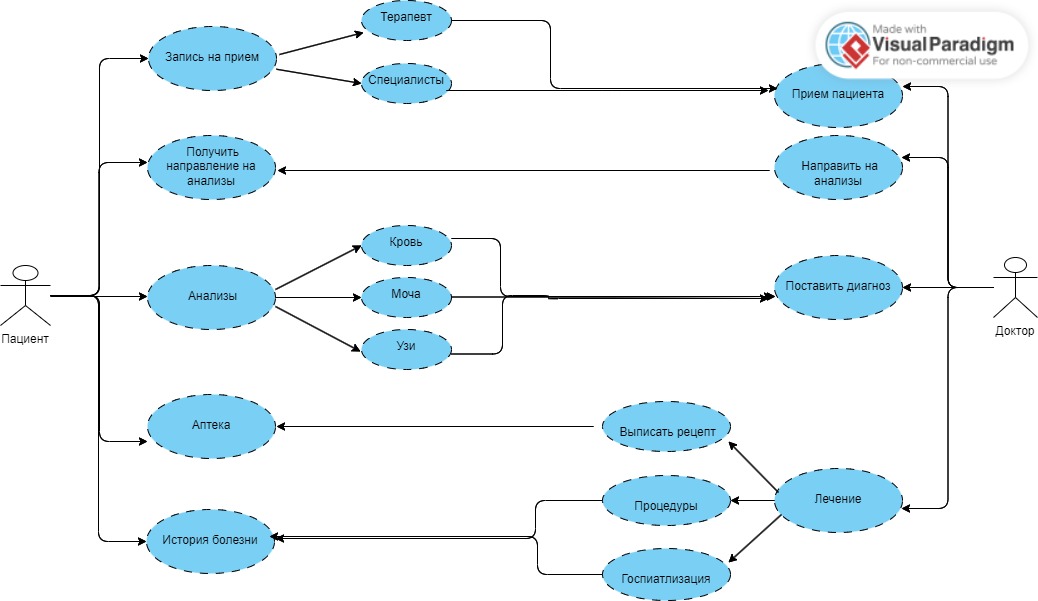 Made with
Visual Paradigm
For non-commercial use
Терапевт
Запись на прием
Специалисты
Прием пациента
Получить
направление на
анализы
Направить на
анализы
Кровь
Анализы
Моча
Поставить диагноз
Узи
Пациент
Доктор
Аптека
Выписать рецепт
Лечение
Процедуры
История болезни
Госпиатлизация